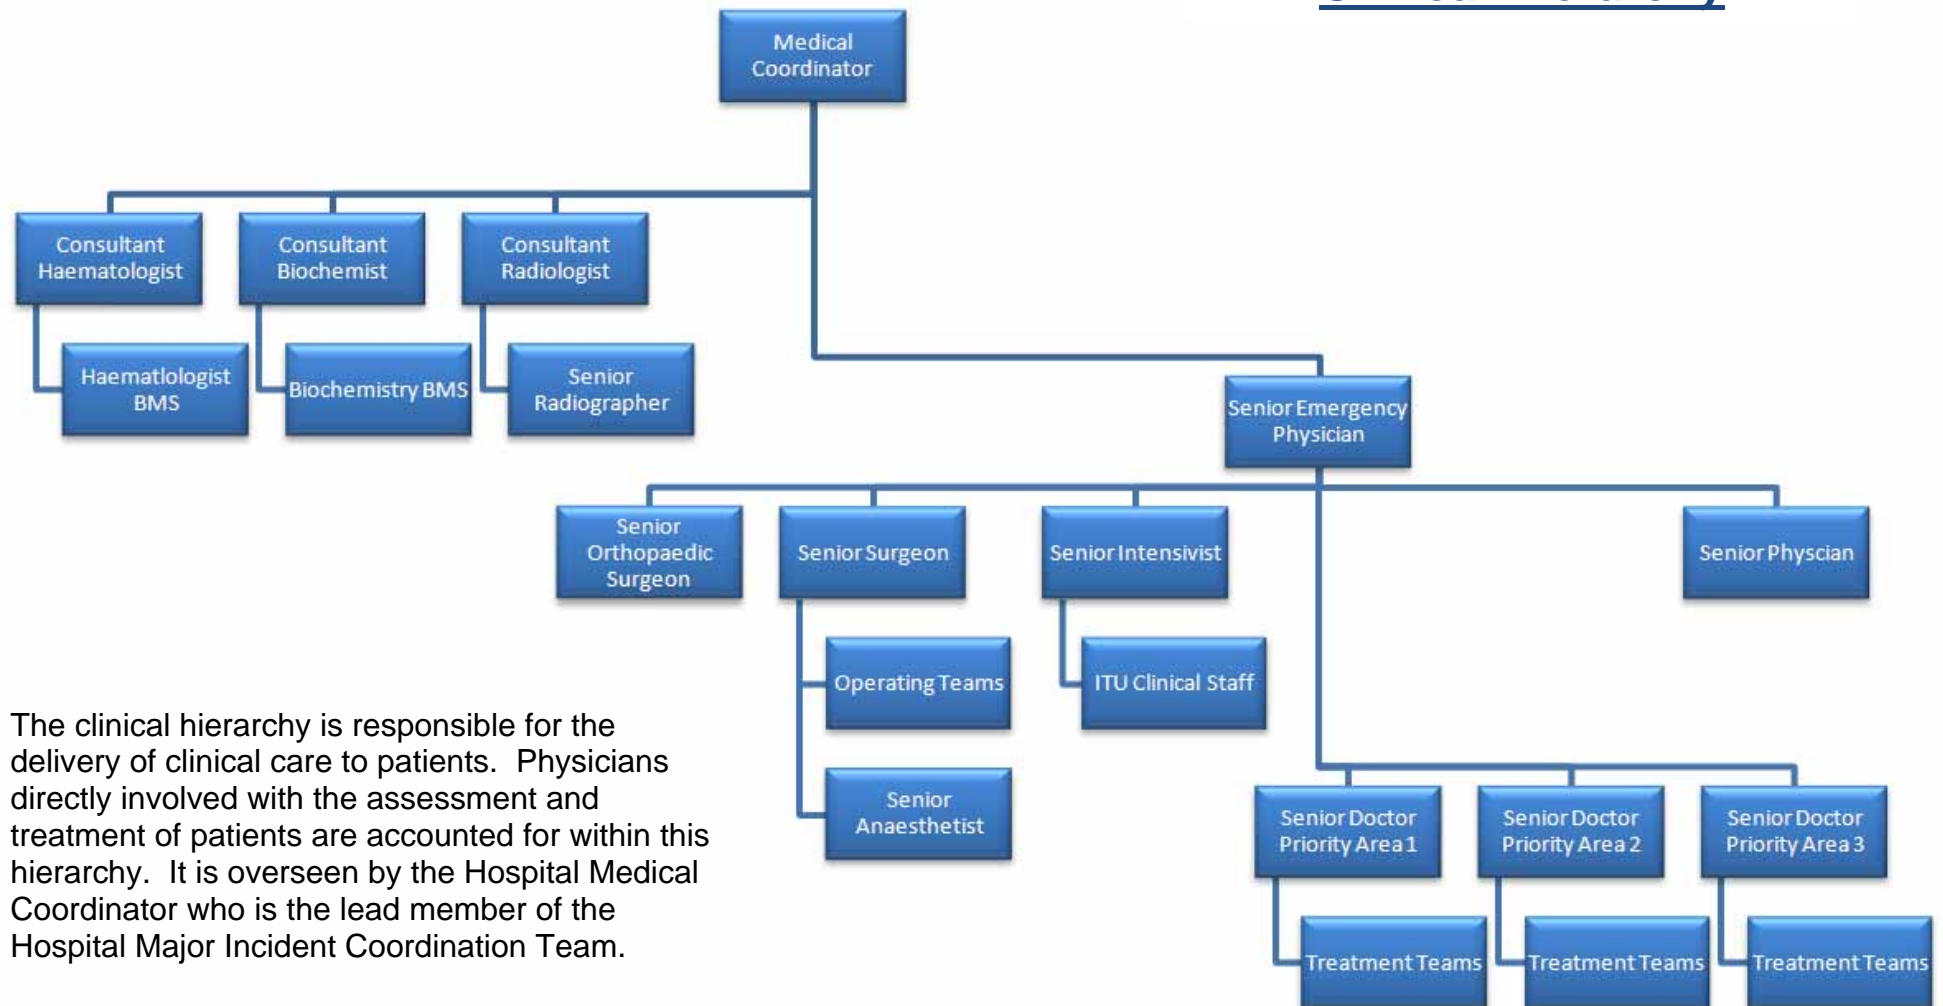 Medical
Coordinator
Consultant
Haematologist
Consultant
Biochemist
Consultant
Radiologist
Haematlologist
BMS
Biochemistry BMS
Senior
Radiographer
Senior Emergency
Physician
Senior
Orthopaedic
Surgeon
Senior Surgeon
Senior Intensivist
Senior Physcian
Operating Teams
ITU Clinical Staff
Senior
Anaesthetist
Senior Doctor
Priority Area 1
Senior Doctor
Priority Area 2
Senior Doctor
Priority Area 3
Treatment Teams
Treatment Teams
Treatment Teams
The clinical hierarchy is responsible for the
delivery of clinical care to patients. Physicians
directly involved with the assessment and
treatment of patients are accounted for within this
hierarchy. It is overseen by the Hospital Medical
Coordinator who is the lead member of the
Hospital Major Incident Coordination Team.